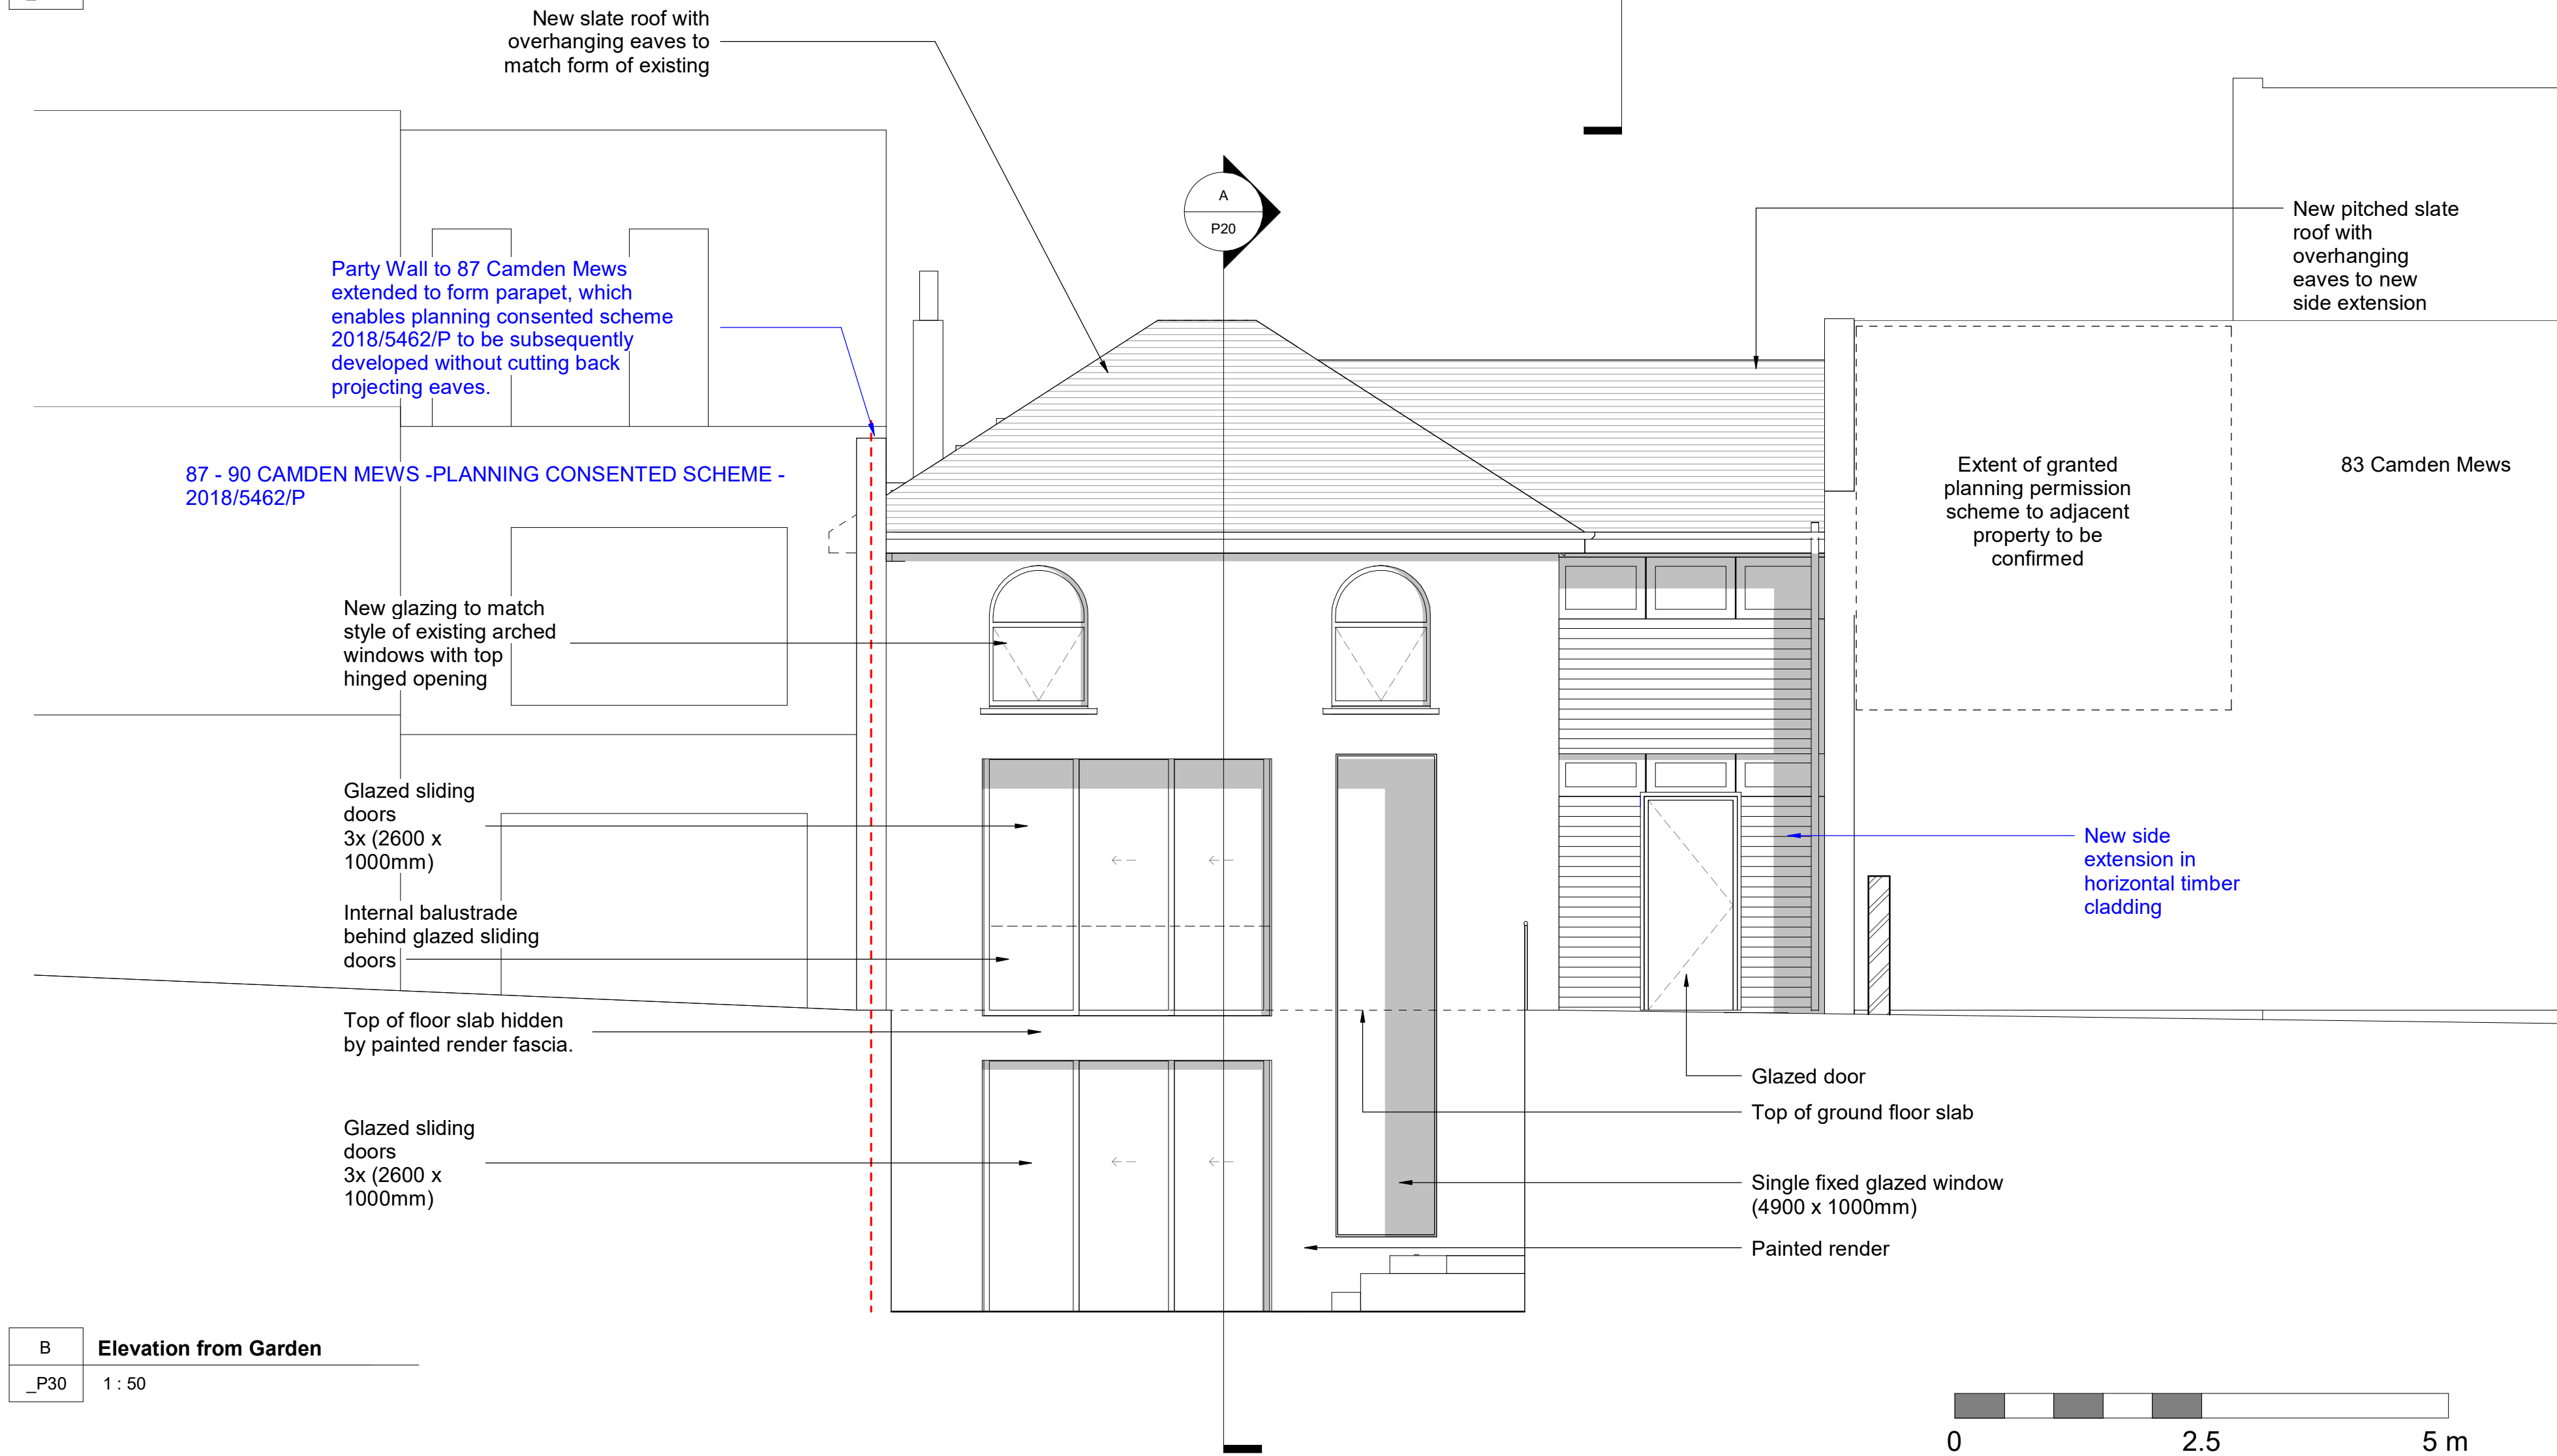 New slate roof with
overhanging eaves to
match form of existing
A
P20
New pitched slate
roof with
overhanging
eaves to new
side extension
Party Wall to 87 Camden Mews
extended to form parapet, which
enables planning consented scheme
2018/5462/P to be subsequently
developed without cutting back
projecting eaves.
87 - 90 CAMDEN MEWS -PLANNING CONSENTED SCHEME -
2018/5462/P
Extent of granted
planning permission
scheme to adjacent
property to be
confirmed
83 Camden Mews
New glazing to match
style of existing arched
windows with top
hinged opening
Glazed sliding
doors
3x (2600 x
1000mm)
New side
extension in
horizontal timber
cladding
Internal balustrade
behind glazed sliding
doors
Top of floor slab hidden
by painted render fascia.
Glazed door
Top of ground floor slab
Glazed sliding
doors
3x (2600 x
1000mm)
Single fixed glazed window
(4900 x 1000mm)
Painted render
B
Elevation from Garden
_P30
1 : 50
0
2.5
5 m